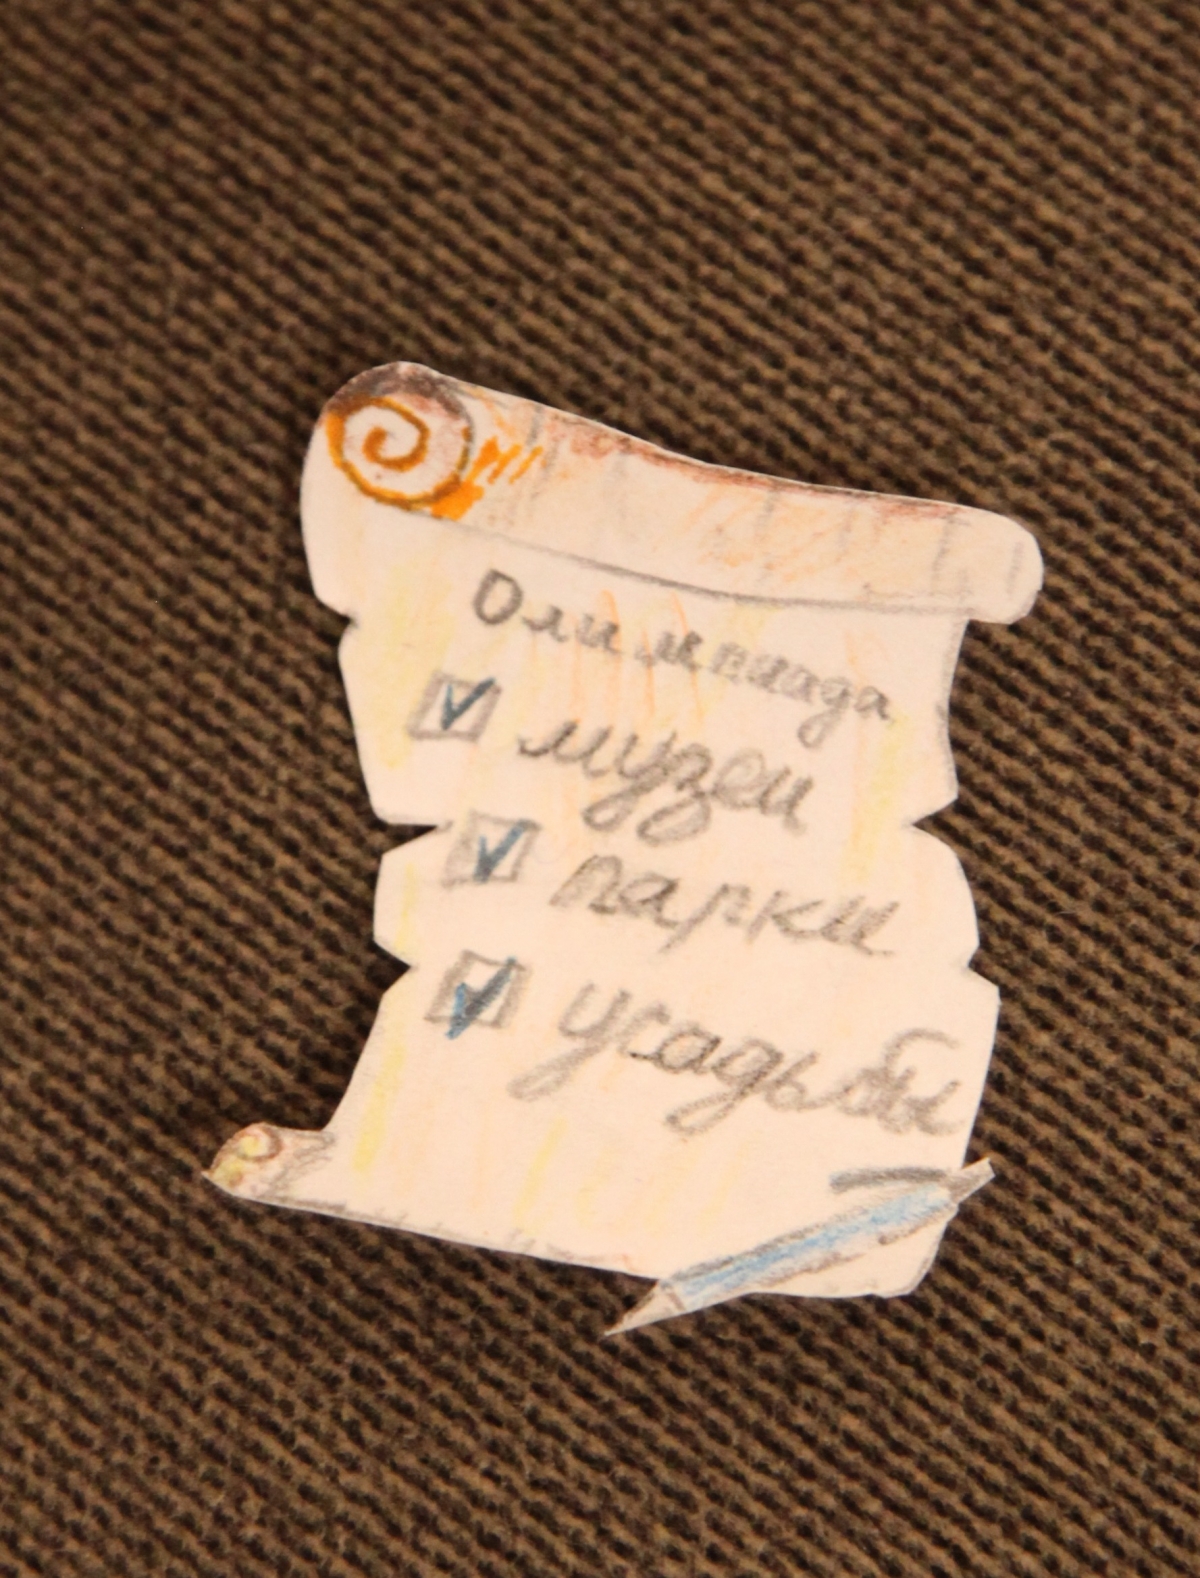 Олимпиада
музеи
парки
усадьбы